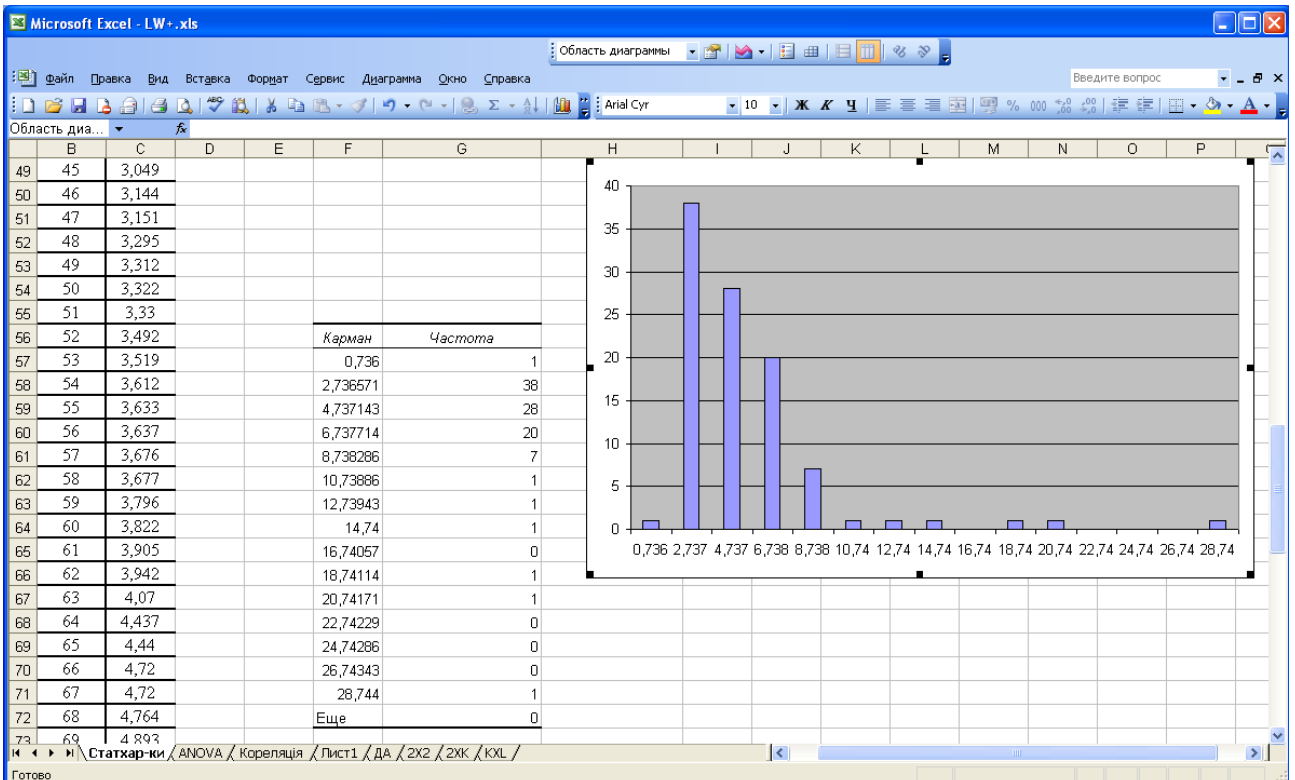 Microsoft Excel - LW+.xls
Область диаграммы
Файл Правка Вид Вставка Формат Сервис Диаграмма Окно Справка
Введите вопрос
Arial Cyr 10 Ж К Ч % 000
Область диа... fx
B C D E F G H I J K L M N O P
49 45 3,049
50 46 3,144
51 47 3,151
52 48 3,295
53 49 3,312
54 50 3,322
55 51 3,33
56 52 3,492 Карман Частота
57 53 3,519 0,736 1
58 54 3,612 2,736571 38
59 55 3,633 4,737143 28
60 56 3,637 6,737714 20
61 57 3,676 8,738286 7
62 58 3,677 10,73886 1
63 59 3,796 12,73943 1
64 60 3,822 14,74 1
65 61 3,905 16,74057 0
66 62 3,942 18,74114 1
67 63 4,07 20,74171 1
68 64 4,437 22,74229 0
69 65 4,44 24,74286 0
70 66 4,72 26,74343 0
71 67 4,72 28,744 1
72 68 4,764 Еще 0
73 69 4,893
40
35
30
25
20
15
10
5
0
0,736 2,737 4,737 6,738 8,738 10,74 12,74 14,74 16,74 18,74 20,74 22,74 24,74 26,74 28,74
Статхар-ки ANOVA Кореляція Лист1 ДА 2X2 2XK KXL
Готово